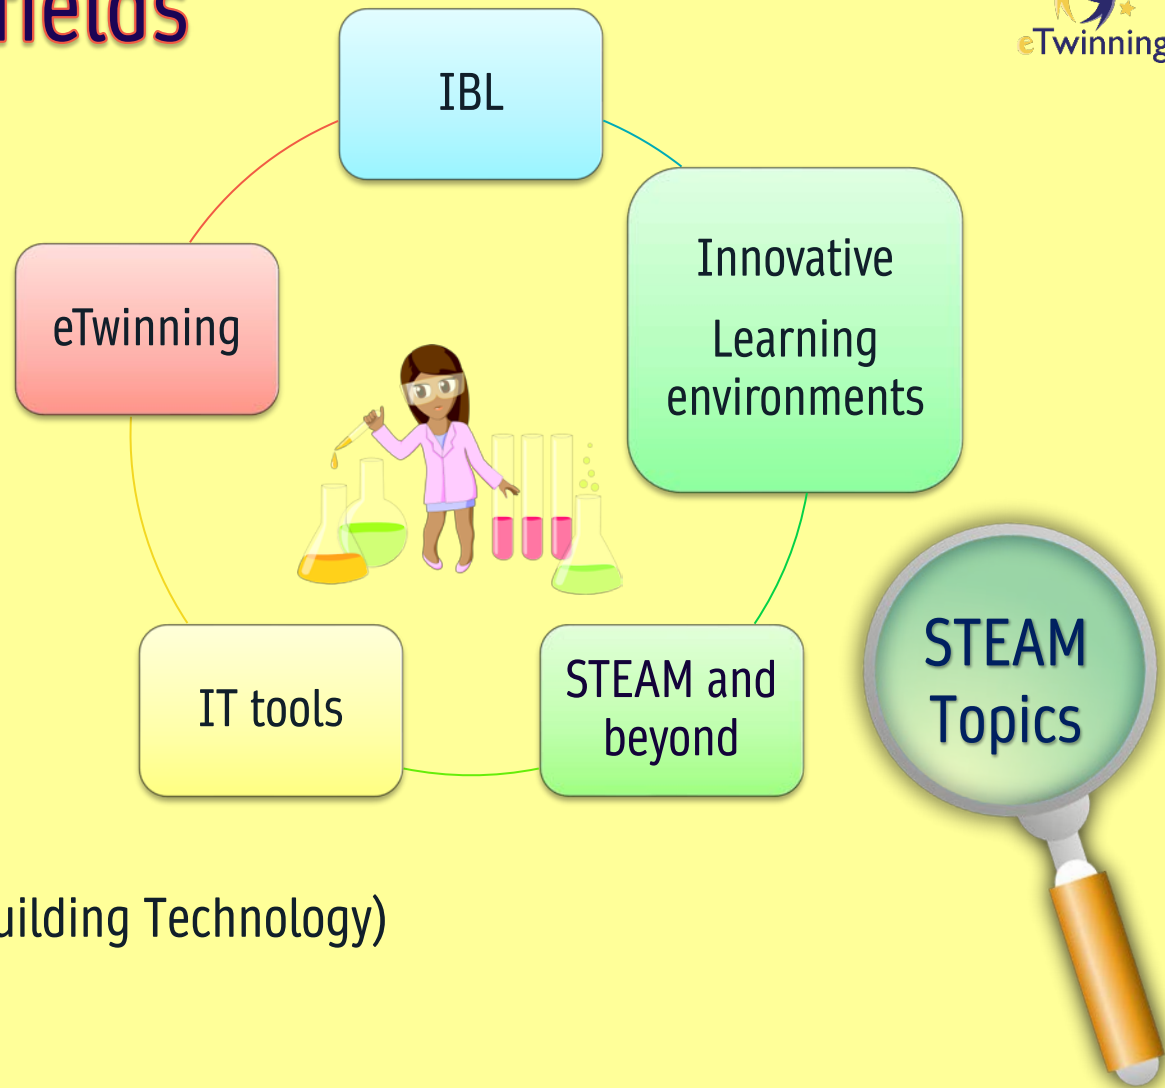 fields
eTwinning
IBL
Innovative
Learning
environments
eTwinning
STEAM
Topics
IT tools
STEAM and
beyond
uilding Technology)